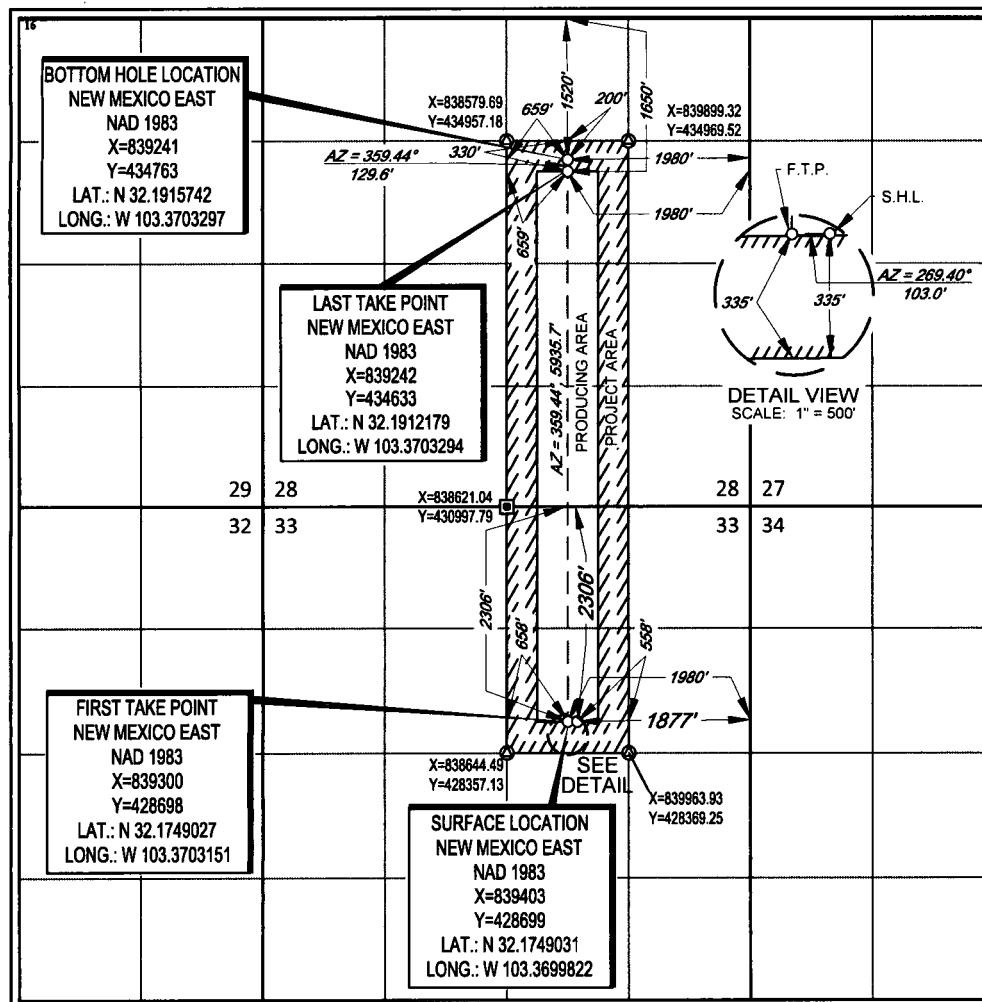 16
BOTTOM HOLE LOCATION
NEW MEXICO EAST
NAD 1983
X=839241
Y=434763
LAT.: N 32.1915742
LONG.: W 103.3703297
X=838579.69
Y=434957.18
659'
1520'
200'
1650'
X=839899.32
Y=434969.52
AZ = 359.44°
129.6'
330'
1980'
1980'
659'
F.T.P.
S.H.L.
AZ = 269.40°
103.0'
335'
335'
DETAIL VIEW
SCALE: 1" = 500'
LAST TAKE POINT
NEW MEXICO EAST
NAD 1983
X=839242
Y=434633
LAT.: N 32.1912179
LONG.: W 103.3703294
AZ = 359.44°, 5935.7'
PRODUCING AREA
PROJECT AREA
29 28
32 33
X=838621.04
Y=430997.79
28 27
33 34
2306'
2306'
658'
558'
1980'
1877'
FIRST TAKE POINT
NEW MEXICO EAST
NAD 1983
X=839300
Y=428698
LAT.: N 32.1749027
LONG.: W 103.3703151
X=838644.49
Y=428357.13
SEE
DETAIL
X=839963.93
Y=428369.25
SURFACE LOCATION
NEW MEXICO EAST
NAD 1983
X=839403
Y=428699
LAT.: N 32.1749031
LONG.: W 103.3699822